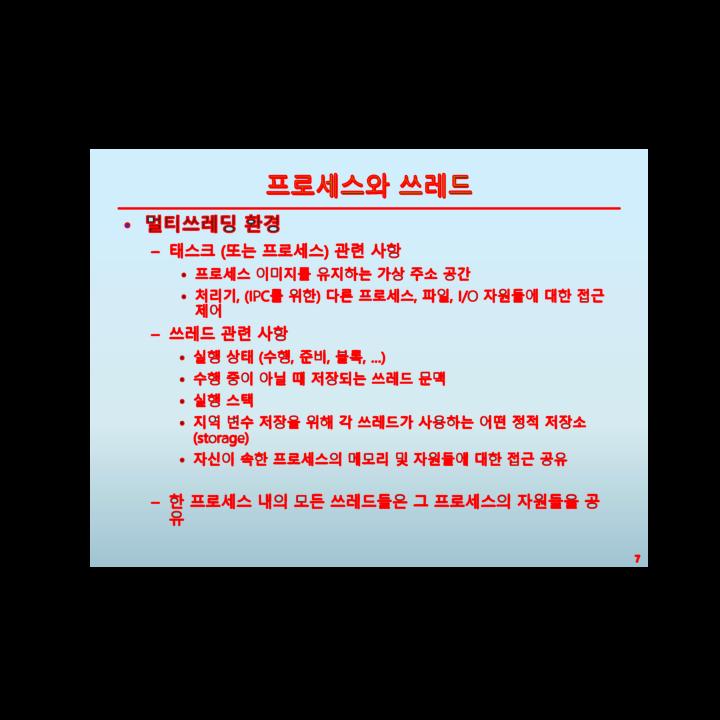 프로세스와 쓰레드
• 멀티쓰레딩 환경
– 태스크 (또는 프로세스) 관련 사항
• 프로세스 이미지를 유지하는 가상 주소 공간
• 처리기, (IPC를 위한) 다른 프로세스, 파일, I/O 자원들에 대한 접근
제어
– 쓰레드 관련 사항
• 실행 상태 (수행, 준비, 블록, ...)
• 수행 중이 아닐 때 저장되는 쓰레드 문맥
• 실행 스택
• 지역 변수 저장을 위해 각 쓰레드가 사용하는 어떤 정적 저장소
(storage)
• 자신이 속한 프로세스의 메모리 및 자원들에 대한 접근 공유
– 한 프로세스 내의 모든 쓰레드들은 그 프로세스의 자원들을 공
유
7